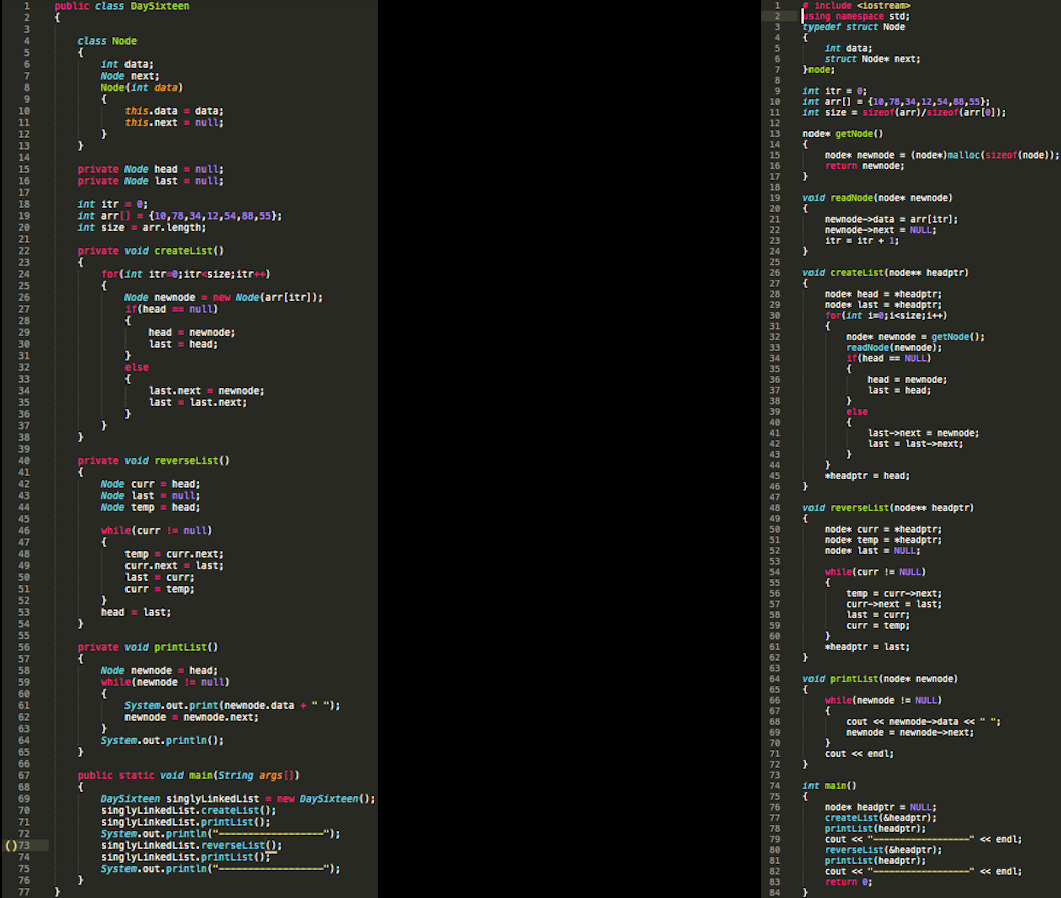 1 public class DaySixteen
2 {
3
4 class Node
5 {
6 int data;
7 Node next;
8 Node(int data)
9 {
10 this.data = data;
11 this.next = null;
12 }
13 }
14
15 private Node head = null;
16 private Node last = null;
17
18 int itr = 0;
19 int arr[] = {10,78,34,12,54,88,55};
20 int size = arr.length;
21
22 private void createList()
23 {
24 for(int itr=0;itr<size;itr++)
25 {
26 Node newnode = new Node(arr[itr]);
27 if(head == null)
28 {
29 head = newnode;
30 last = head;
31 }
32 else
33 {
34 last.next = newnode;
35 last = last.next;
36 }
37 }
38 }
39
40 private void reverseList()
41 {
42 Node curr = head;
43 Node last = null;
44 Node temp = head;
45
46 while(curr != null)
47 {
48 temp = curr.next;
49 curr.next = last;
50 last = curr;
51 curr = temp;
52 }
53 head = last;
54 }
55
56 private void printList()
57 {
58 Node newnode = head;
59 while(newnode != null)
60 {
61 System.out.print(newnode.data + " ");
62 newnode = newnode.next;
63 }
64 System.out.println();
65 }
66
67 public static void main(String args[])
68 {
69 DaySixteen singlyLinkedList = new DaySixteen();
70 singlyLinkedList.createList();
71 singlyLinkedList.printList();
72 System.out.println("------------------");
()73 singlyLinkedList.reverseList();
74 singlyLinkedList.printList();
75 System.out.println("------------------");
76 }
77 }
1 # include <iostream>
2 using namespace std;
3 typedef struct Node
4 {
5 int data;
6 struct Node* next;
7 }node;
8
9 int itr = 0;
10 int arr[] = {10,78,34,12,54,88,55};
11 int size = sizeof(arr)/sizeof(arr[0]);
12
13 node* getNode()
14 {
15 node* newnode = (node*)malloc(sizeof(node));
16 return newnode;
17 }
18
19 void readNode(node* newnode)
20 {
21 newnode->data = arr[itr];
22 newnode->next = NULL;
23 itr = itr + 1;
24 }
25
26 void createList(node** headptr)
27 {
28 node* head = *headptr;
29 node* last = *headptr;
30 for(int i=0;i<size;i++)
31 {
32 node* newnode = getNode();
33 readNode(newnode);
34 if(head == NULL)
35 {
36 head = newnode;
37 last = head;
38 }
39 else
40 {
41 last->next = newnode;
42 last = last->next;
43 }
44 }
45 *headptr = head;
46 }
47
48 void reverseList(node** headptr)
49 {
50 node* curr = *headptr;
51 node* temp = *headptr;
52 node* last = NULL;
53
54 while(curr != NULL)
55 {
56 temp = curr->next;
57 curr->next = last;
58 last = curr;
59 curr = temp;
60 }
61 *headptr = last;
62 }
63
64 void printList(node* newnode)
65 {
66 while(newnode != NULL)
67 {
68 cout << newnode->data << " ";
69 newnode = newnode->next;
70 }
71 cout << endl;
72 }
73
74 int main()
75 {
76 node* headptr = NULL;
77 createList(&headptr);
78 printList(headptr);
79 cout << "------------------" << endl;
80 reverseList(&headptr);
81 printList(headptr);
82 cout << "------------------" << endl;
83 return 0;
84 }